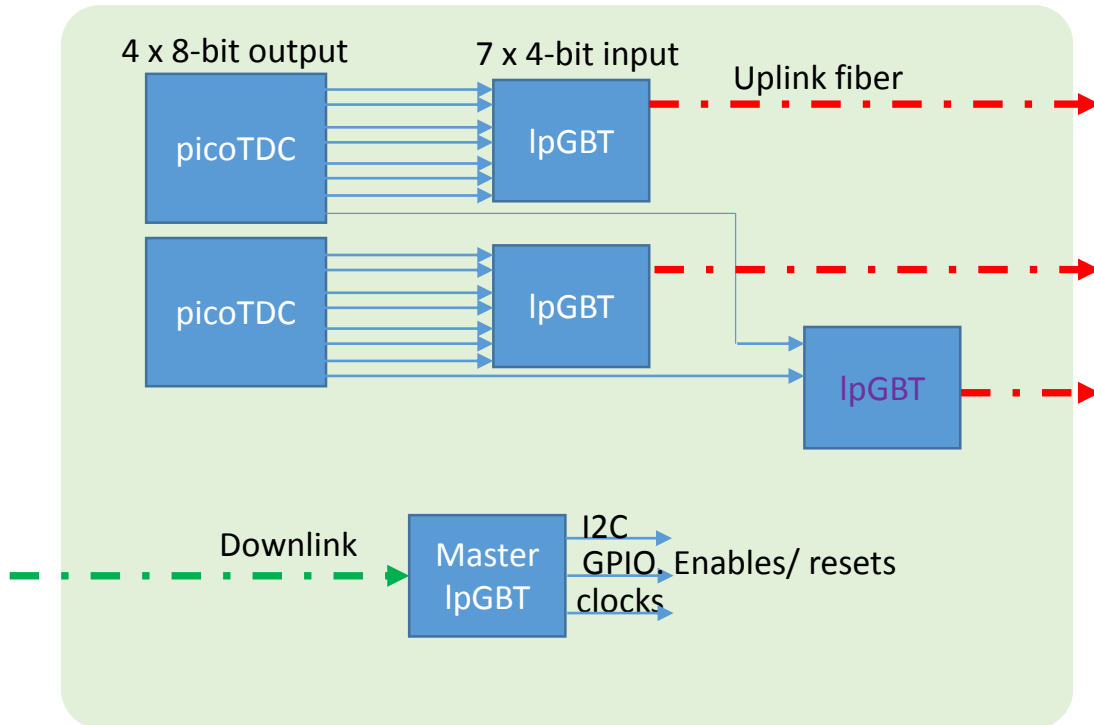 4 x 8-bit output
7 x 4-bit input
Uplink fiber
picoTDC
lpGBT
picoTDC
lpGBT
lpGBT
Downlink
Master
lpGBT
I2C
GPIO. Enables/ resets
clocks